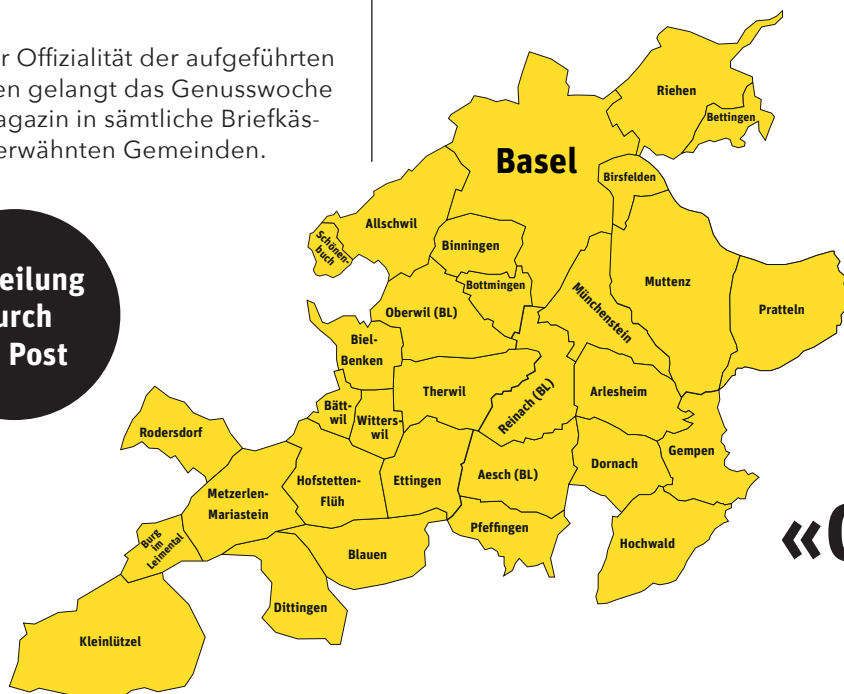 r Offizialität der aufgeführten
en gelangt das Genusswoche
agazin in sämtliche Briefkäs-
erwähnten Gemeinden.
eilung
urch
Post
Riehen
Bettingen
Basel
Birsfelden
Allschwil
Schönen-
buch
Binningen
Bottmingen
Muttenz
Münchenstein
Pratteln
Oberwil (BL)
Biel-
Benken
Therwil
Reinach (BL)
Arlesheim
Bätt-
wil
Witters-
wil
Rodersdorf
Gempen
Dornach
Aesch (BL)
Ettingen
Hofstetten-
Flüh
Metzerlen-
Mariastein
Pfeffingen
Hochwald
Burg
im
Leimental
Blauen
Dittingen
Kleinlützel
«